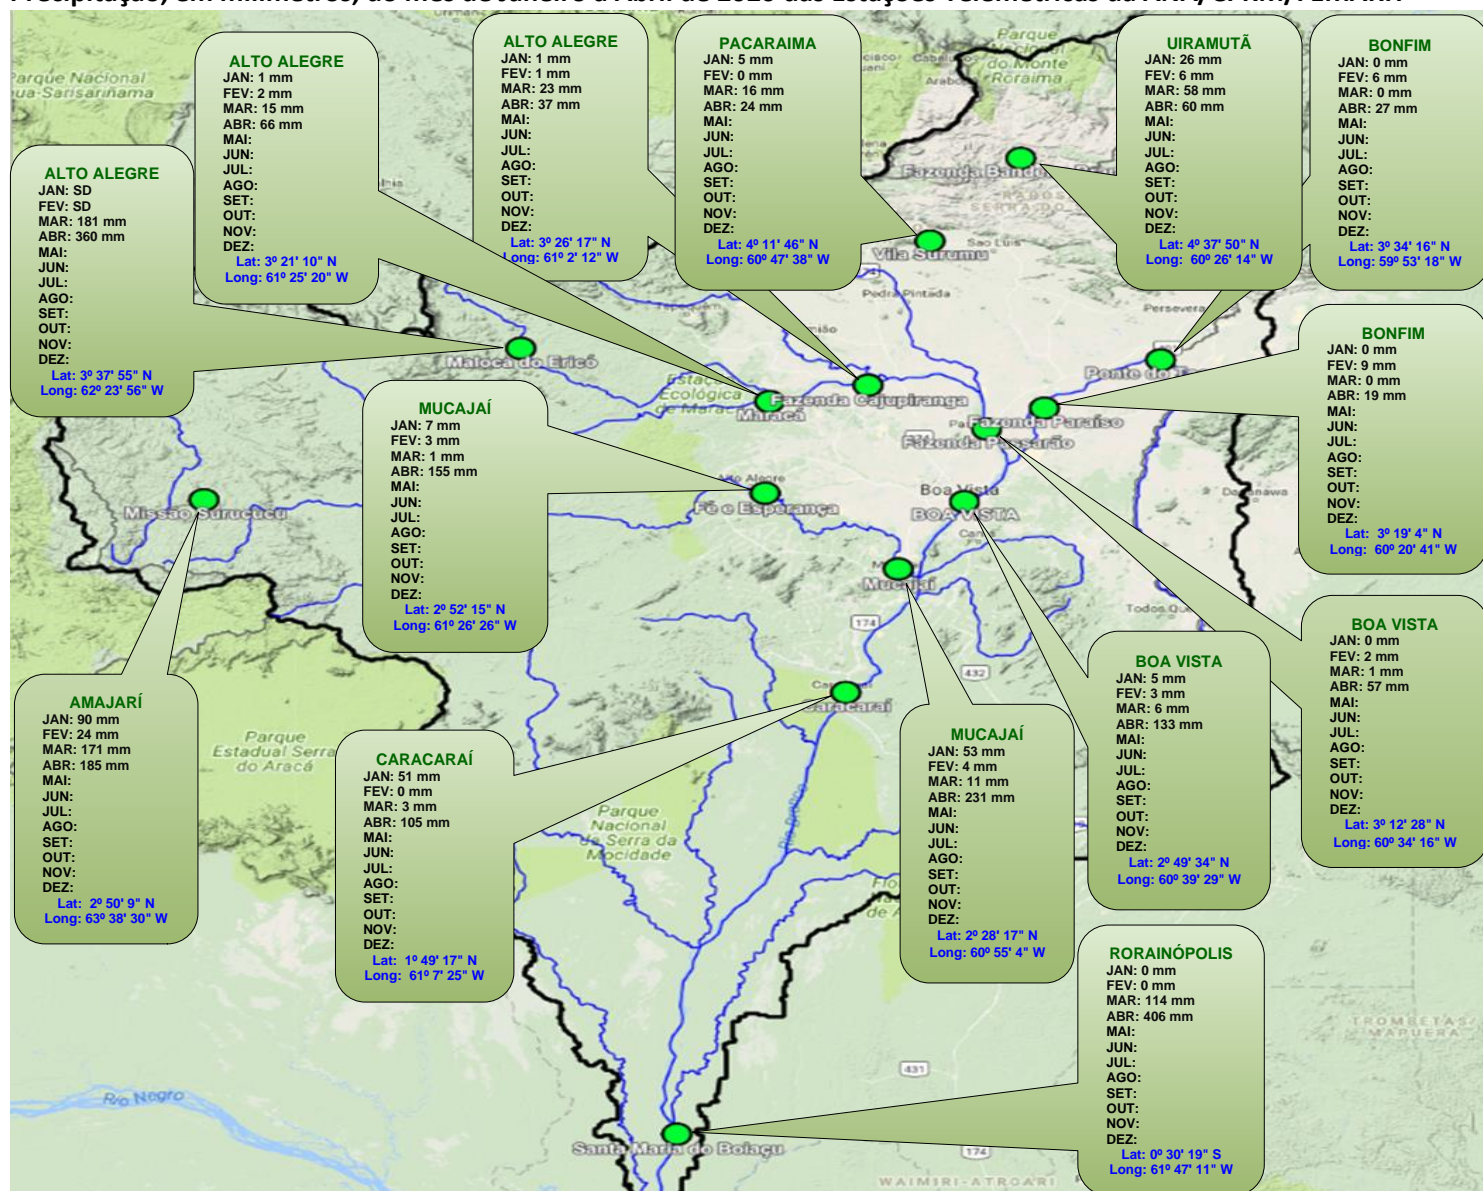 ALTO ALEGRE
JAN: 1 mm
FEV: 2 mm
MAR: 15 mm
ABR: 66 mm
MAI:
JUN:
JUL:
AGO:
SET:
OUT:
NOV:
DEZ:
Lat: 3º 21' 10" N
Long: 61º 25' 20" W
ALTO ALEGRE
JAN: 1 mm
FEV: 1 mm
MAR: 23 mm
ABR: 37 mm
MAI:
JUN:
JUL:
AGO:
SET:
OUT:
NOV:
DEZ:
Lat: 3º 26' 17" N
Long: 61º 2' 12" W
PACARAIMA
JAN: 5 mm
FEV: 0 mm
MAR: 16 mm
ABR: 24 mm
MAI:
JUN:
JUL:
AGO:
SET:
OUT:
NOV:
DEZ:
Lat: 4º 11' 46" N
Long: 60º 47' 38" W
UIRAMUTÃ
JAN: 26 mm
FEV: 6 mm
MAR: 58 mm
ABR: 60 mm
MAI:
JUN:
JUL:
AGO:
SET:
OUT:
NOV:
DEZ:
Lat: 4º 37' 50" N
Long: 60º 26' 14" W
BONFIM
JAN: 0 mm
FEV: 6 mm
MAR: 0 mm
ABR: 27 mm
MAI:
JUN:
JUL:
AGO:
SET:
OUT:
NOV:
DEZ:
Lat: 3º 34' 16" N
Long: 59º 53' 18" W
ALTO ALEGRE
JAN: SD
FEV: SD
MAR: 181 mm
ABR: 360 mm
MAI:
JUN:
JUL:
AGO:
SET:
OUT:
NOV:
DEZ:
Lat: 3º 37' 55" N
Long: 62º 23' 56" W
BONFIM
JAN: 0 mm
FEV: 9 mm
MAR: 0 mm
ABR: 19 mm
MAI:
JUN:
JUL:
AGO:
SET:
OUT:
NOV:
DEZ:
Lat: 3º 19' 4" N
Long: 60º 20' 41" W
MUCAJAÍ
JAN: 7 mm
FEV: 3 mm
MAR: 1 mm
ABR: 155 mm
MAI:
JUN:
JUL:
AGO:
SET:
OUT:
NOV:
DEZ:
Lat: 2º 52' 15" N
Long: 61º 26' 26" W
BOA VISTA
JAN: 0 mm
FEV: 2 mm
MAR: 1 mm
ABR: 57 mm
MAI:
JUN:
JUL:
AGO:
SET:
OUT:
NOV:
DEZ:
Lat: 3º 12' 28" N
Long: 60º 34' 16" W
BOA VISTA
JAN: 5 mm
FEV: 3 mm
MAR: 6 mm
ABR: 133 mm
MAI:
JUN:
JUL:
AGO:
SET:
OUT:
NOV:
DEZ:
Lat: 2º 49' 34" N
Long: 60º 39' 29" W
AMAJARÍ
JAN: 90 mm
FEV: 24 mm
MAR: 171 mm
ABR: 185 mm
MAI:
JUN:
JUL:
AGO:
SET:
OUT:
NOV:
DEZ:
Lat: 2º 50' 9" N
Long: 63º 38' 30" W
CARACARAÍ
JAN: 51 mm
FEV: 0 mm
MAR: 3 mm
ABR: 105 mm
MAI:
JUN:
JUL:
AGO:
SET:
OUT:
NOV:
DEZ:
Lat: 1º 49' 17" N
Long: 61º 7' 25" W
MUCAJAÍ
JAN: 53 mm
FEV: 4 mm
MAR: 11 mm
ABR: 231 mm
MAI:
JUN:
JUL:
AGO:
SET:
OUT:
NOV:
DEZ:
Lat: 2º 28' 17" N
Long: 60º 55' 4" W
RORAINÓPOLIS
JAN: 0 mm
FEV: 0 mm
MAR: 114 mm
ABR: 406 mm
MAI:
JUN:
JUL:
AGO:
SET:
OUT:
NOV:
DEZ:
Lat: 0º 30' 19" S
Long: 61º 47' 11" W
Parque Nacional
Parque
do Monte
Roraima
Vila Surumu
São Luis
Pedra Pintada
Maloca do Ericó
Estação
Ecológica
de Maracá
Maracá
Fazenda Cajupiranga
Fazenda Paraíso
Fazenda Passarão
Missão Surucucu
Alto Alegre
Fé e Esperança
Boa Vista
BOA VISTA
Mucajaí
174
432
Caracaraí
Parque
Estadual Serra
do Aracá
Parque
Nacional
da Serra da
Mocidade
Rio Branco
Rio Negro
431
TROMBETAS/
MAPUERA
Santa Maria do Boiaçu
174
WAIMIRI-ATROARI